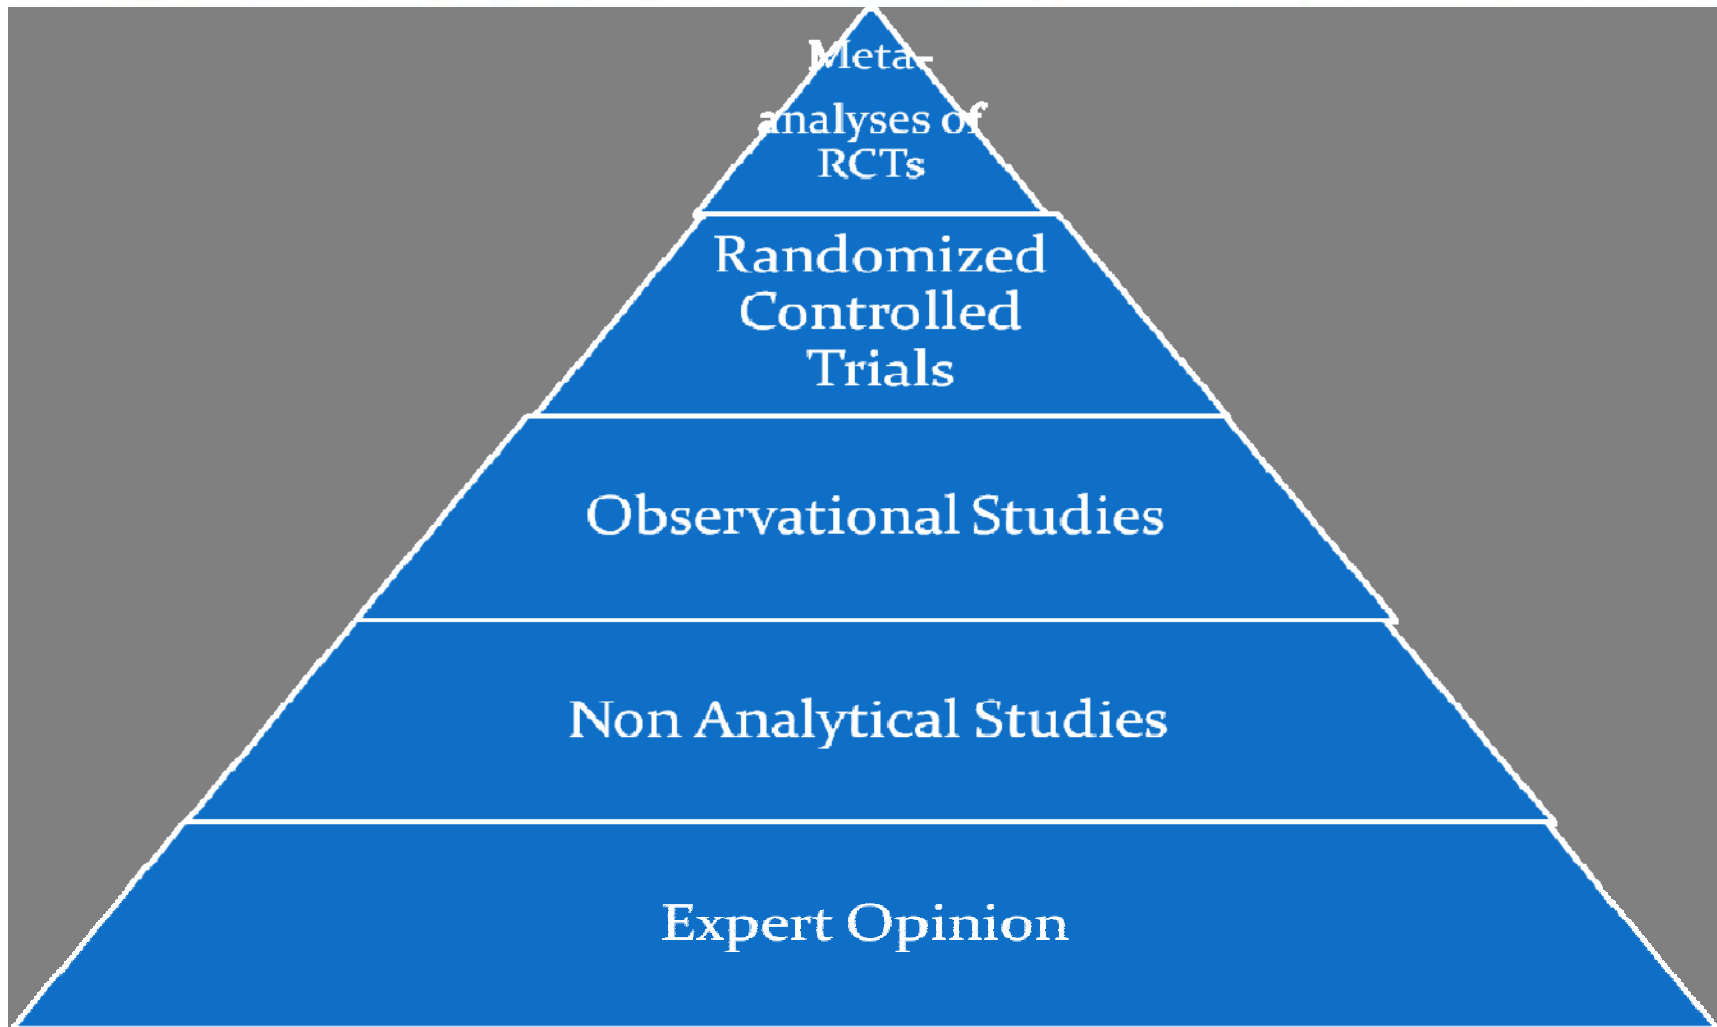 Meta-
analyses of
RCTs
Randomized
Controlled
Trials
Observational Studies
Non Analytical Studies
Expert Opinion